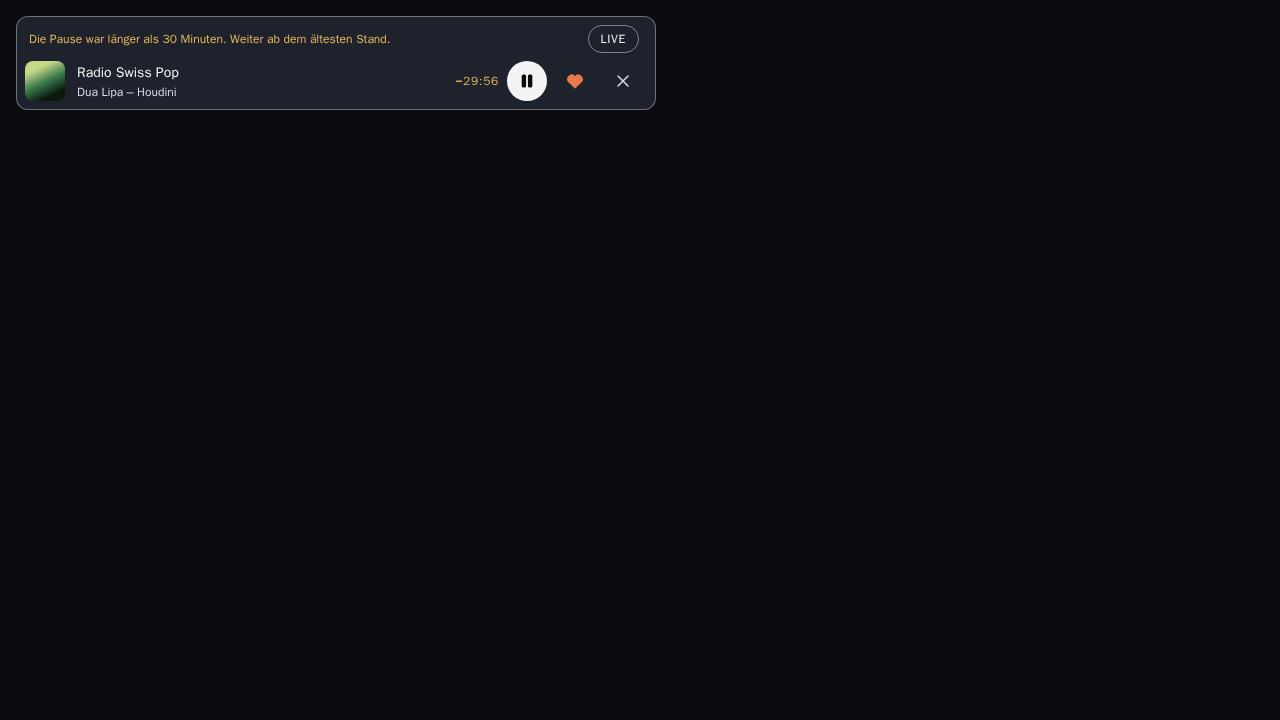 Die Pause war länger als 30 Minuten. Weiter ab dem ältesten Stand.
LIVE
Radio Swiss Pop
Dua Lipa – Houdini
−29:56